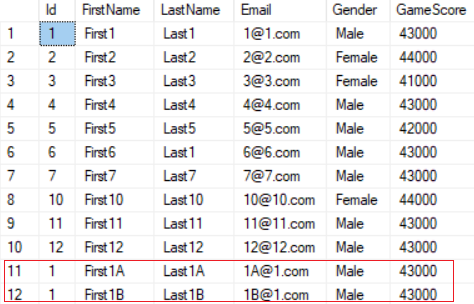 Id FirstName LastName Email Gender GameScore
1 1 First1 Last1 1@1.com Male 43000
2 2 First2 Last2 2@2.com Female 44000
3 3 First3 Last3 3@3.com Female 41000
4 4 First4 Last4 4@4.com Male 43000
5 5 First5 Last5 5@5.com Male 42000
6 6 First6 Last1 6@6.com Male 43000
7 7 First7 Last7 7@7.com Male 43000
8 10 First10 Last10 10@10.com Female 44000
9 11 First11 Last11 11@11.com Male 43000
10 12 First12 Last12 12@12.com Male 43000
11 1 First1A Last1A 1A@1.com Male 43000
12 1 First1B Last1B 1B@1.com Male 43000